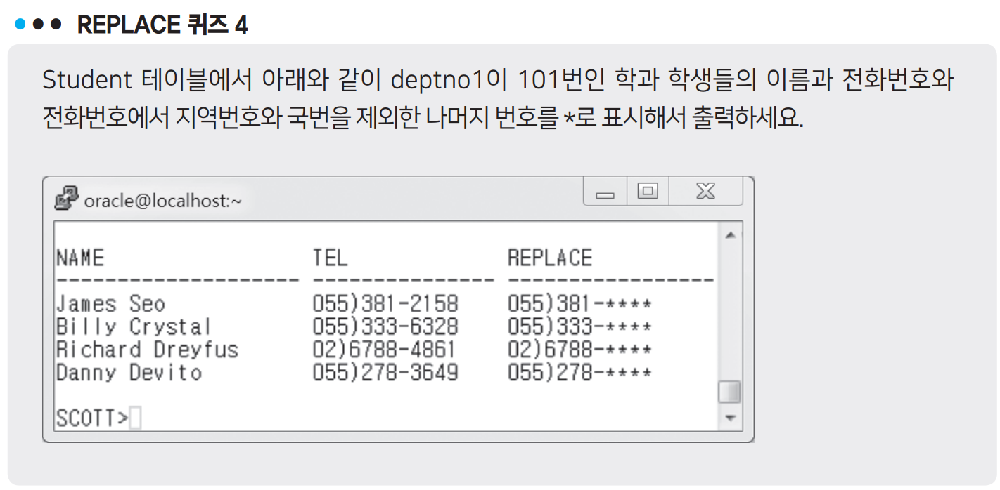 REPLACE 퀴즈 4
Student 테이블에서 아래와 같이 deptno1이 101번인 학과 학생들의 이름과 전화번호와
전화번호에서 지역번호와 국번을 제외한 나머지 번호를 *로 표시해서 출력하세요.
oracle@localhost:~
NAME TEL REPLACE
-------------------- --------------- -----------------
James Seo 055)381-2158 055)381-****
Billy Crystal 055)333-6328 055)333-****
Richard Dreyfus 02)6788-4861 02)6788-****
Danny Devito 055)278-3649 055)278-****
SCOTT>